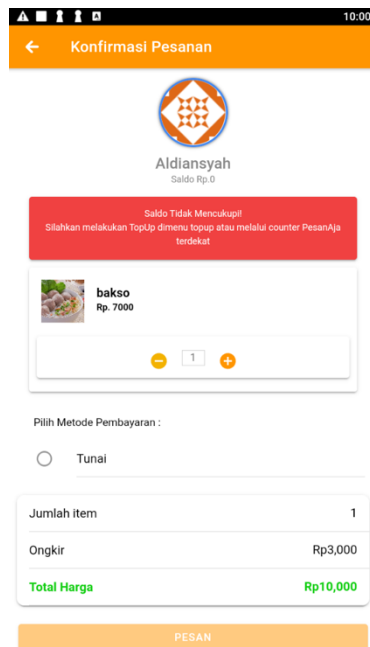 10:00
Konfirmasi Pesanan
Aldiansyah
Saldo Rp.0
Saldo Tidak Mencukupi!
Silahkan melakukan TopUp dimenu topup atau melalui counter PesanAja
terdekat
bakso
Rp. 7000
1
Pilih Metode Pembayaran :
Tunai
Jumlah item 1
Ongkir Rp3,000
Total Harga Rp10,000
PESAN